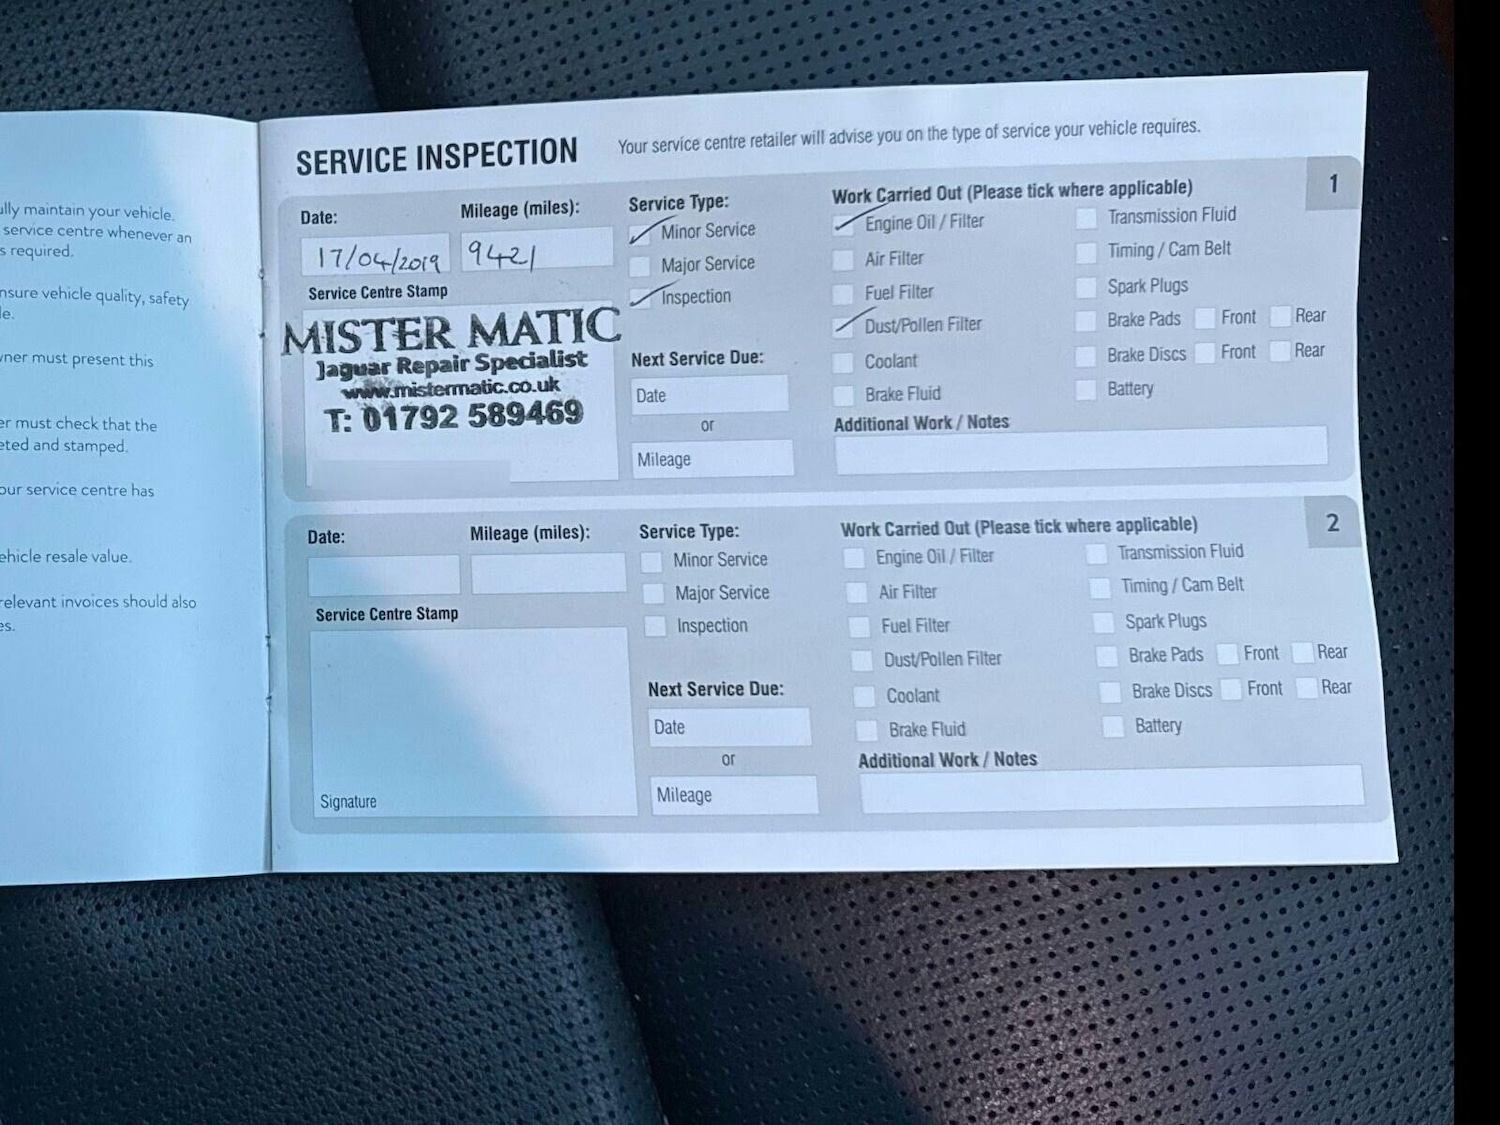 ully maintain your vehicle.
service centre whenever an
s required.
nsure vehicle quality, safety
le.
ner must present this
er must check that the
eted and stamped.
our service centre has
ehicle resale value.
relevant invoices should also
es.
SERVICE INSPECTION
Your service centre retailer will advise you on the type of service your vehicle requires.
1
Date:
17/04/2019
Mileage (miles):
9421
Service Centre Stamp
MISTER MATIC
Jaguar Repair Specialist
www.mistermatic.co.uk
T: 01792 589469
Service Type:
Minor Service
Major Service
Inspection
Next Service Due:
Date
or
Mileage
Work Carried Out (Please tick where applicable)
Engine Oil / Filter
Air Filter
Fuel Filter
Dust/Pollen Filter
Coolant
Brake Fluid
Transmission Fluid
Timing / Cam Belt
Spark Plugs
Brake Pads Front Rear
Brake Discs Front Rear
Battery
Additional Work / Notes
2
Date:
Mileage (miles):
Service Centre Stamp
Signature
Service Type:
Minor Service
Major Service
Inspection
Next Service Due:
Date
or
Mileage
Work Carried Out (Please tick where applicable)
Engine Oil / Filter
Air Filter
Fuel Filter
Dust/Pollen Filter
Coolant
Brake Fluid
Transmission Fluid
Timing / Cam Belt
Spark Plugs
Brake Pads Front Rear
Brake Discs Front Rear
Battery
Additional Work / Notes